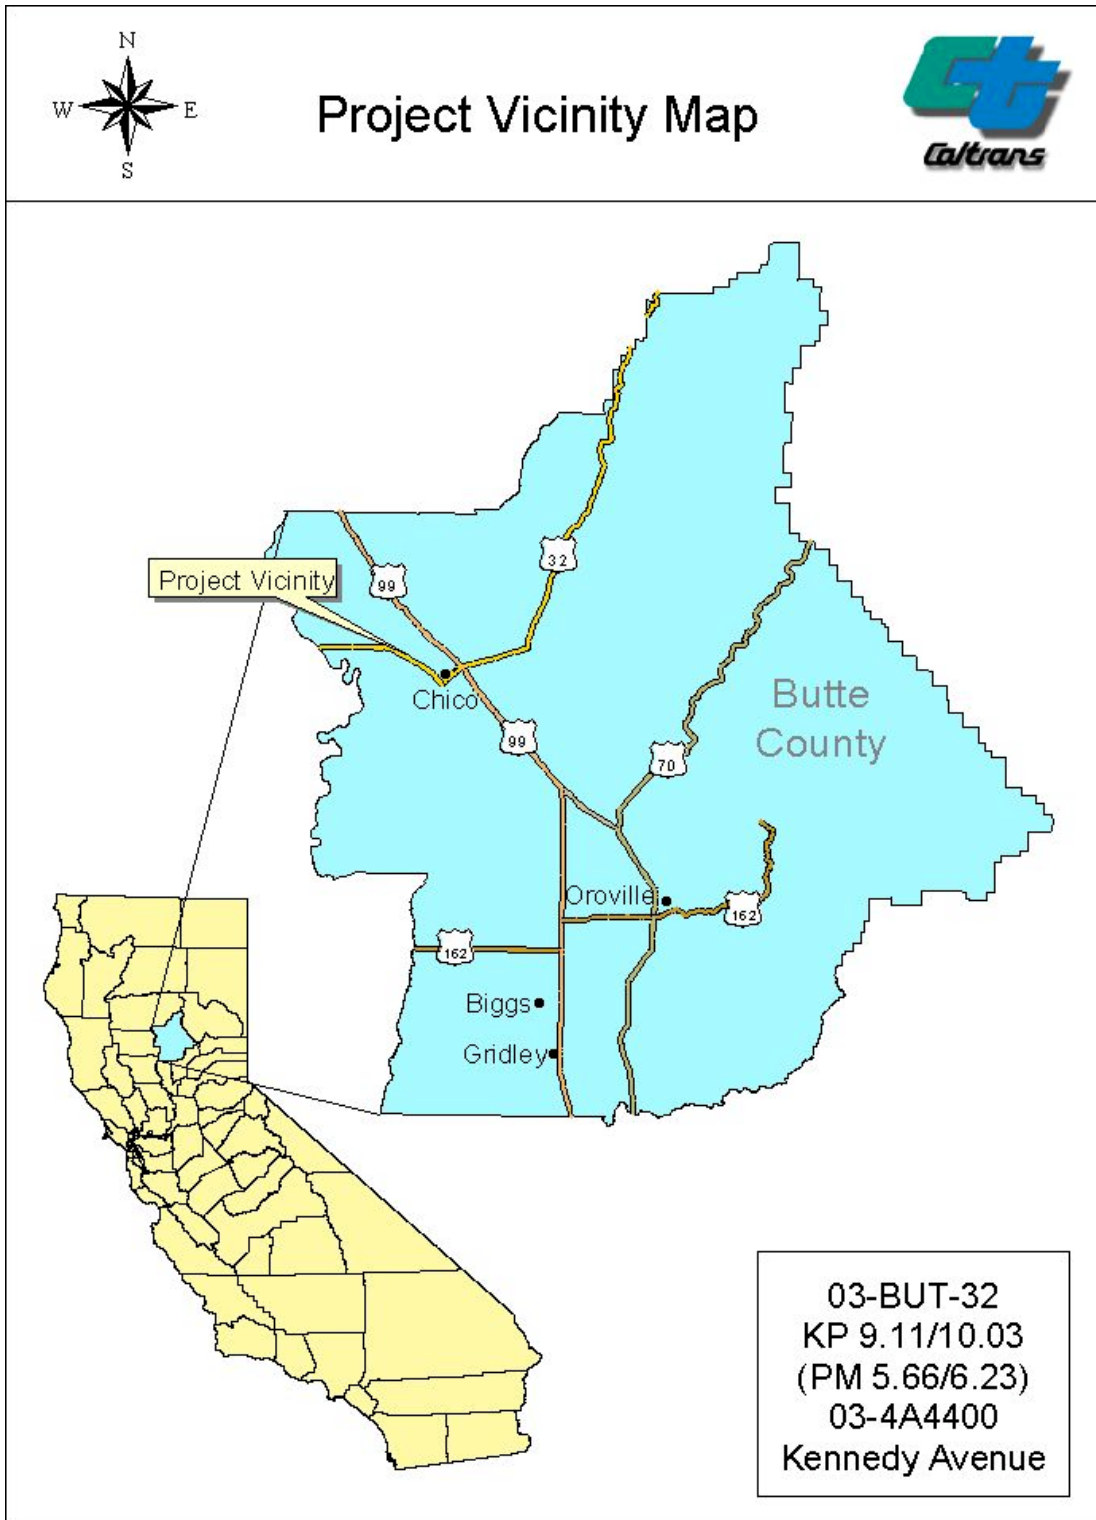 N
W E
S
Project Vicinity Map
Ct
Caltrans
32
Project Vicinity
99
Chico
Butte
County
99
70
Oroville
162
162
Biggs
Gridley
03-BUT-32
KP 9.11/10.03
(PM 5.66/6.23)
03-4A4400
Kennedy Avenue